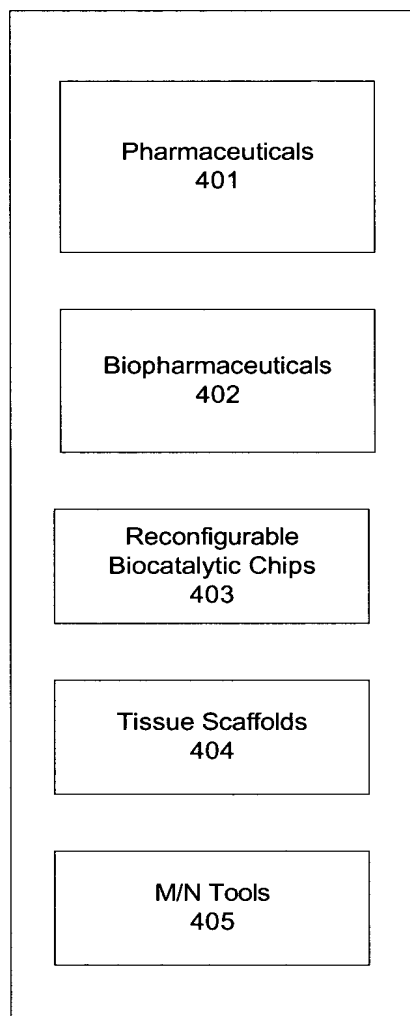 Pharmaceuticals
401
Biopharmaceuticals
402
Reconfigurable
Biocatalytic Chips
403
Tissue Scaffolds
404
M/N Tools
405